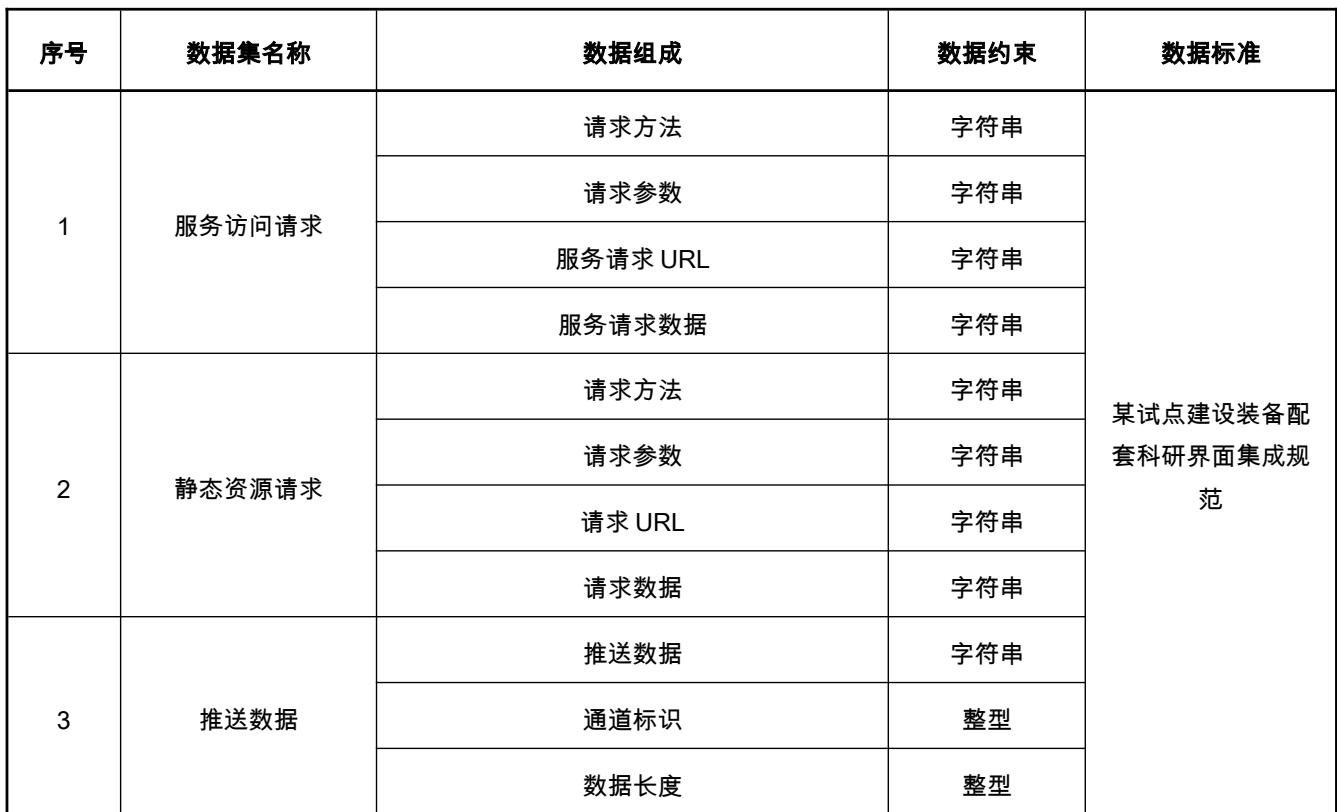 序号 数据集名称 数据组成 数据约束 数据标准
请求方法 字符串
请求参数 字符串
1 服务访问请求
服务请求 URL 字符串
服务请求数据 字符串
请求方法 字符串
某试点建设装备配
请求参数 字符串
套科研界面集成规
2 静态资源请求
范
请求 URL 字符串
请求数据 字符串
推送数据 字符串
3 推送数据 通道标识 整型
数据长度 整型